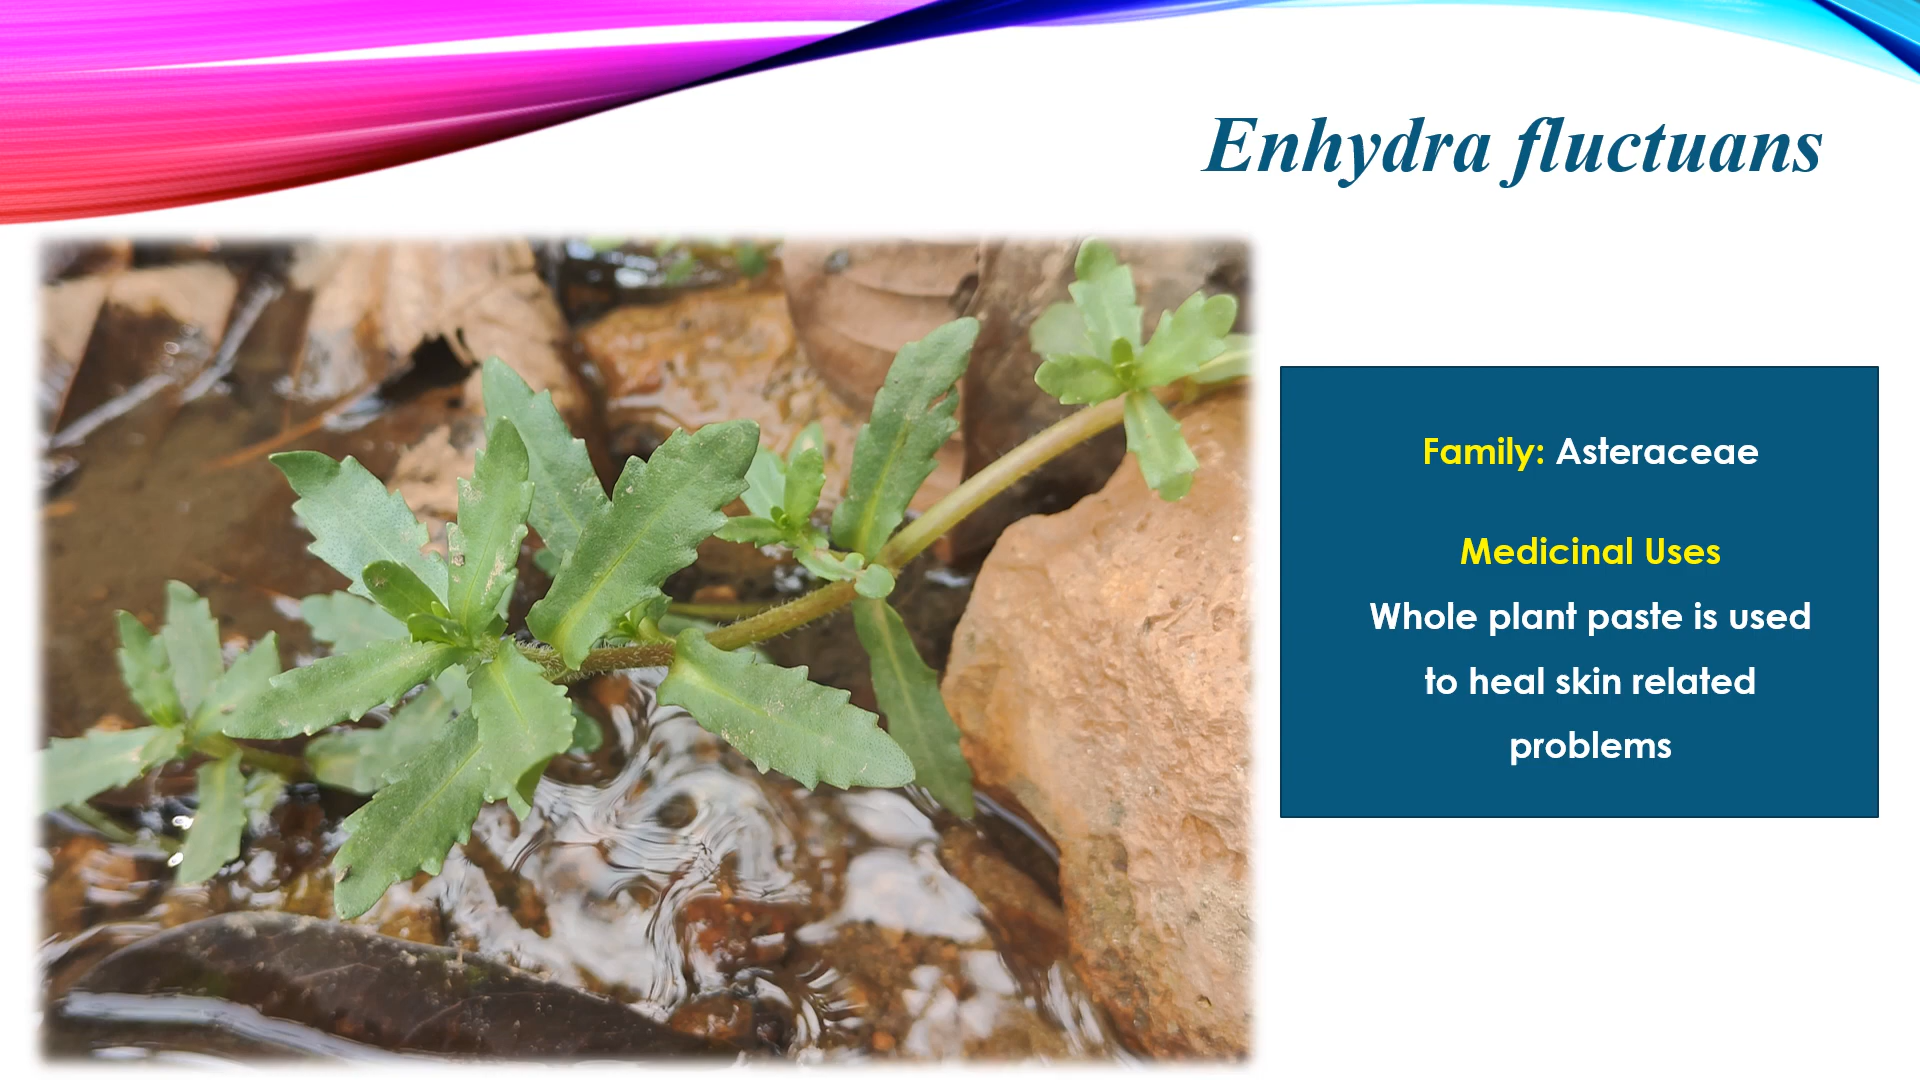 Enhydra fluctuans
Family: Asteraceae
Medicinal Uses
Whole plant paste is used
to heal skin related
problems